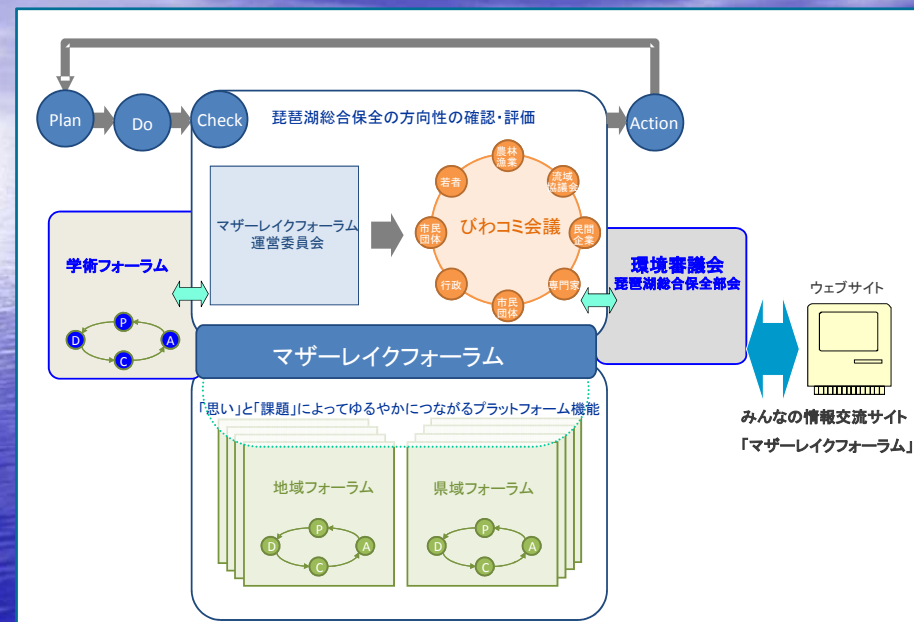 Plan
Do
Check
Action
琵琶湖総合保全の方向性の確認・評価
マザーレイクフォーラム
運営委員会
びわコミ会議
農林
漁業
流域
協議会
民間
企業
専門家
市民
団体
行政
市民
団体
若者
学術フォーラム
P
D
A
C
環境審議会
琵琶湖総合保全部会
ウェブサイト
みんなの情報交流サイト
「マザーレイクフォーラム」
マザーレイクフォーラム
「思い」と「課題」によってゆるやかにつながるプラットフォーム機能
地域フォーラム
P
D
A
C
県域フォーラム
P
D
A
C